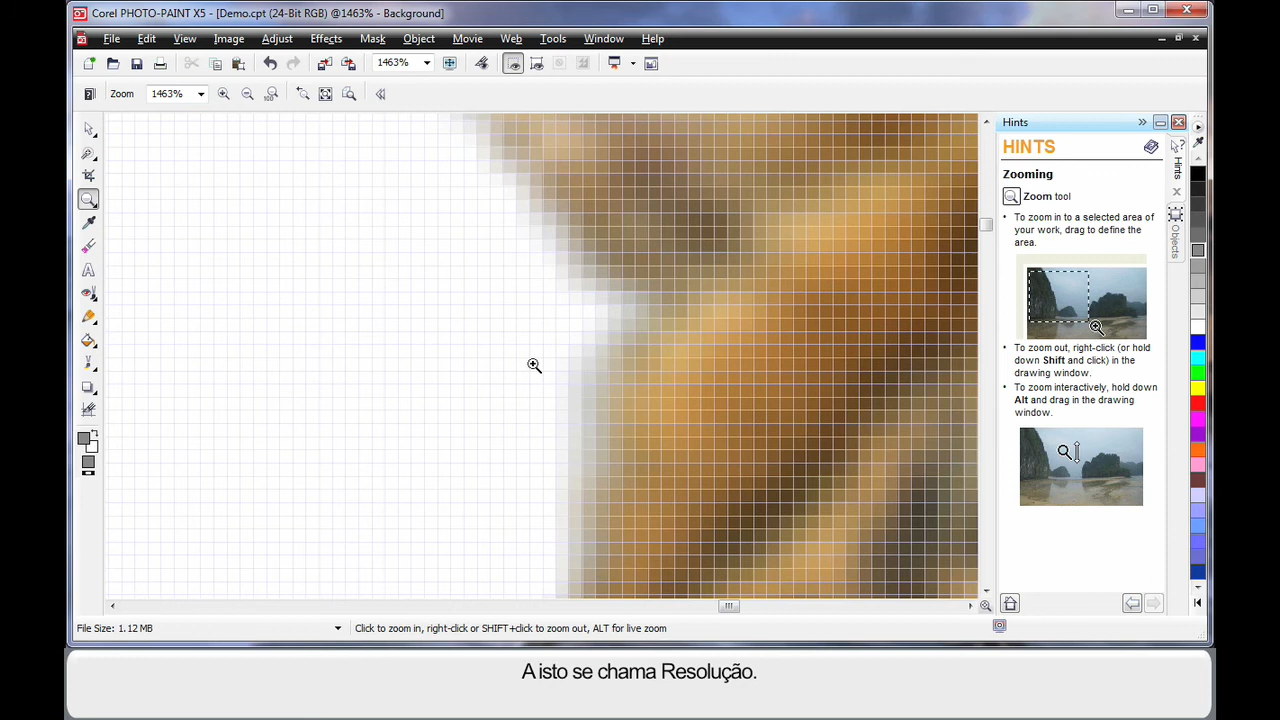 Corel PHOTO-PAINT X5 - [Demo.cpt (24-Bit RGB) @1463% - Background]
File Edit View Image Adjust Effects Mask Object Movie Web Tools Window Help
1463%
Zoom 1463%
100
Hints
HINTS
Zooming
Zoom tool
• To zoom in to a selected area of
your work, drag to define the
area.
• To zoom out, right-click (or hold
down Shift and click) in the
drawing window.
• To zoom interactively, hold down
Alt and drag in the drawing
window.
Hints
Objects
File Size: 1.12 MB
Click to zoom in, right-click or SHIFT+click to zoom out, ALT for live zoom
A isto se chama Resolução.